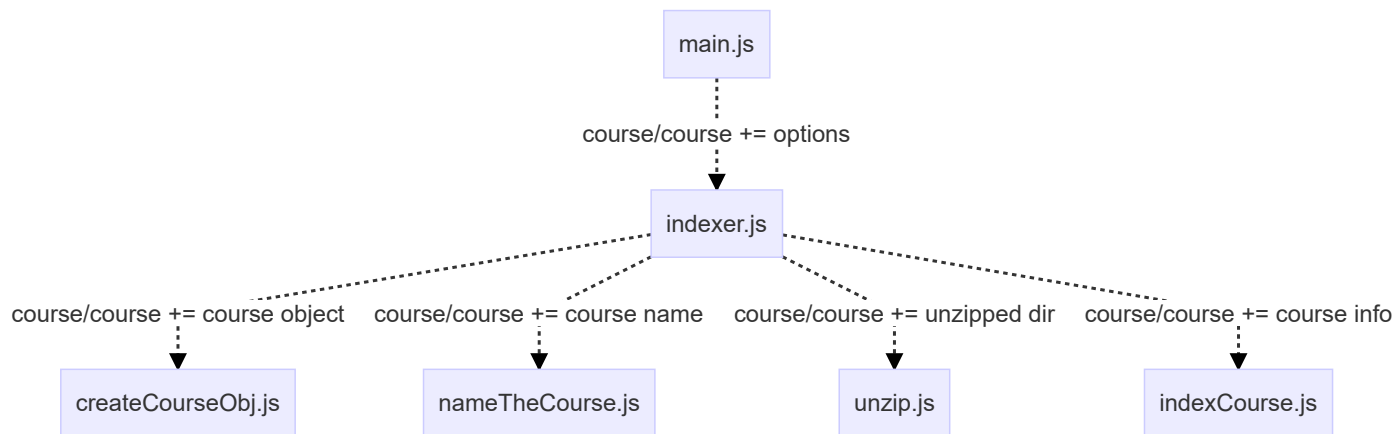 main.js
course/course += options
indexer.js
course/course += course object
course/course += course name
course/course += unzipped dir
course/course += course info
createCourseObj.js
nameTheCourse.js
unzip.js
indexCourse.js